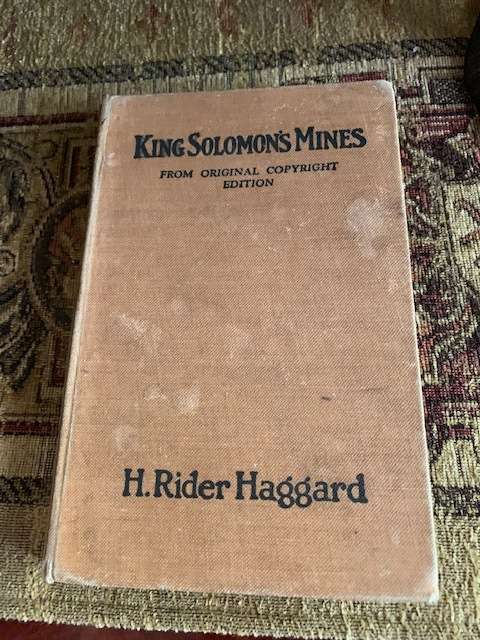 KING SOLOMON'S MINES
FROM ORIGINAL COPYRIGHT
EDITION
H. Rider Haggard